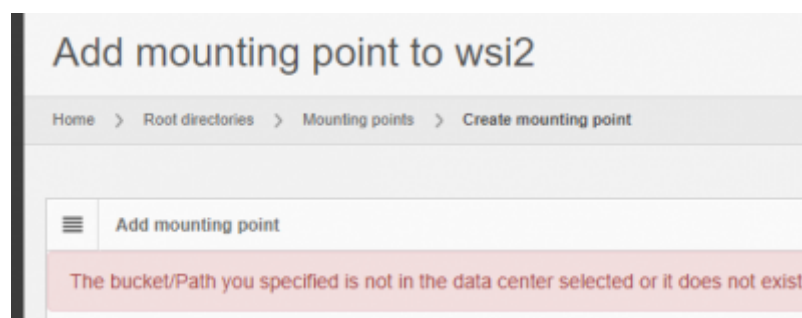 Add mounting point to wsi2
Home > Root directories > Mounting points > Create mounting point
Add mounting point
The bucket/Path you specified is not in the data center selected or it does not exist